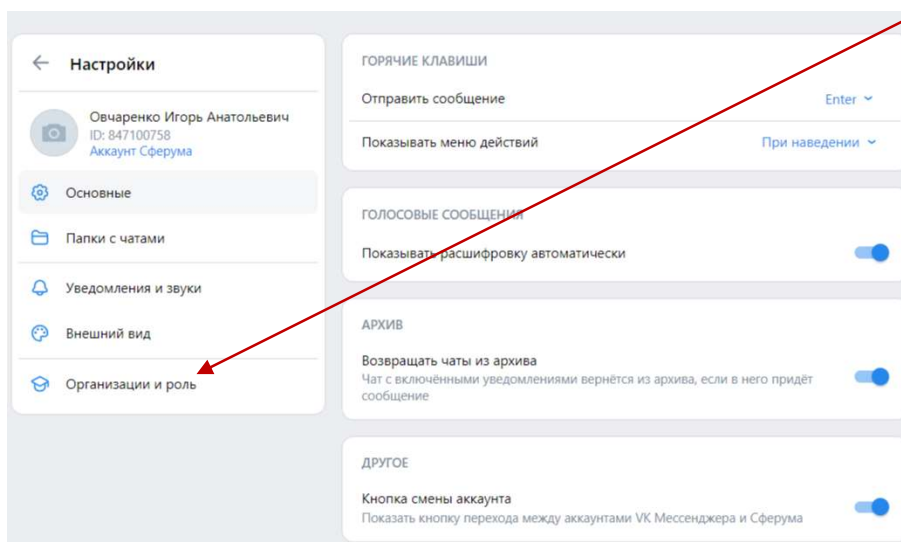 Настройки
Овчаренко Игорь Анатольевич
ID: 847100758
Аккаунт Сферума
Основные
Папки с чатами
Уведомления и звуки
Внешний вид
Организации и роль
ГОРЯЧИЕ КЛАВИШИ
Отправить сообщение Enter
Показывать меню действий При наведении
ГОЛОСОВЫЕ СООБЩЕНИЯ
Показывать расшифровку автоматически
АРХИВ
Возвращать чаты из архива
Чат с включёнными уведомлениями вернётся из архива, если в него придёт
сообщение
ДРУГОЕ
Кнопка смены аккаунта
Показать кнопку перехода между аккаунтами VK Мессенджера и Сферума